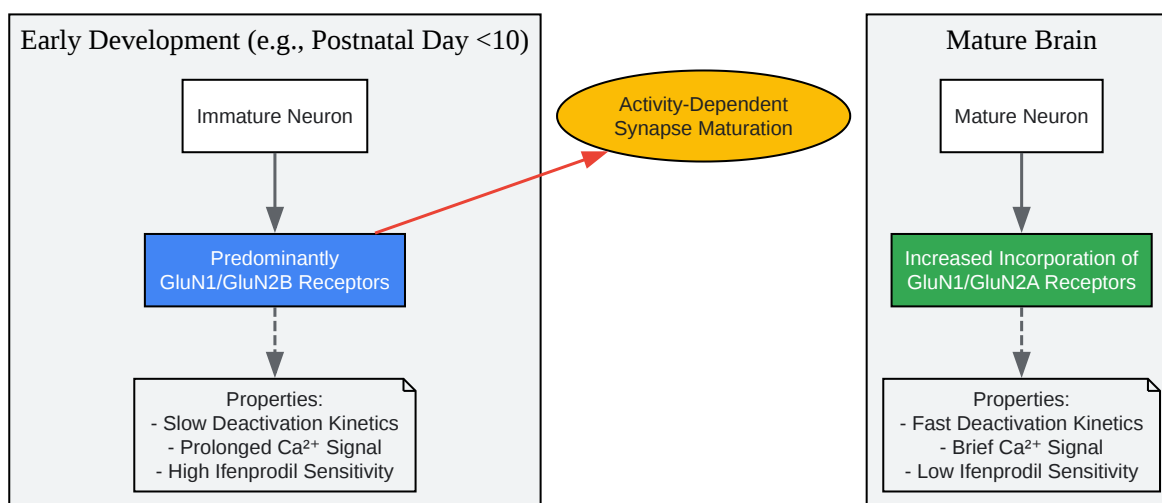 Early Development (e.g., Postnatal Day <10)
Immature Neuron
Predominantly
GluN1/GluN2B Receptors
Properties:
- Slow Deactivation Kinetics
- Prolonged Ca²⁺ Signal
- High Ifenprodil Sensitivity
Activity-Dependent
Synapse Maturation
Mature Brain
Mature Neuron
Increased Incorporation of
GluN1/GluN2A Receptors
Properties:
- Fast Deactivation Kinetics
- Brief Ca²⁺ Signal
- Low Ifenprodil Sensitivity